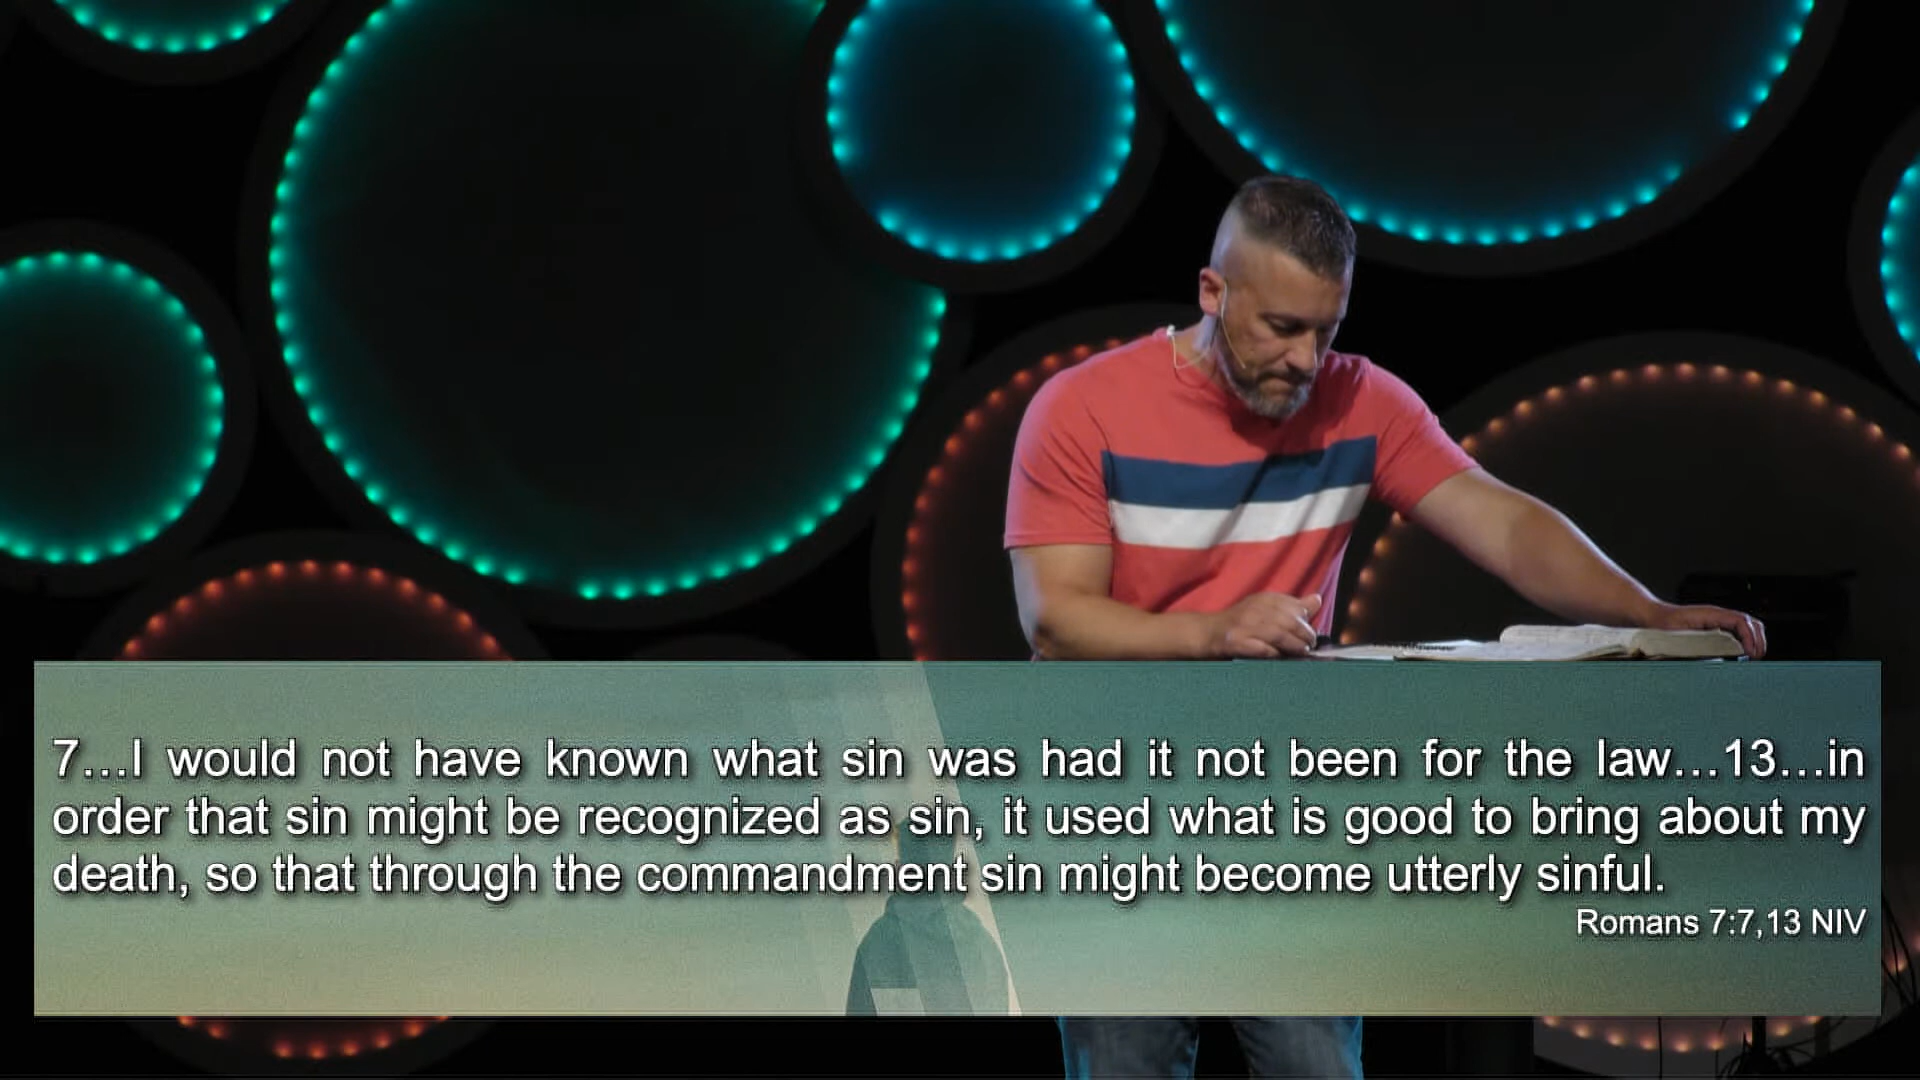 7…I would not have known what sin was had it not been for the law…13…in
order that sin might be recognized as sin, it used what is good to bring about my
death, so that through the commandment sin might become utterly sinful.
Romans 7:7,13 NIV